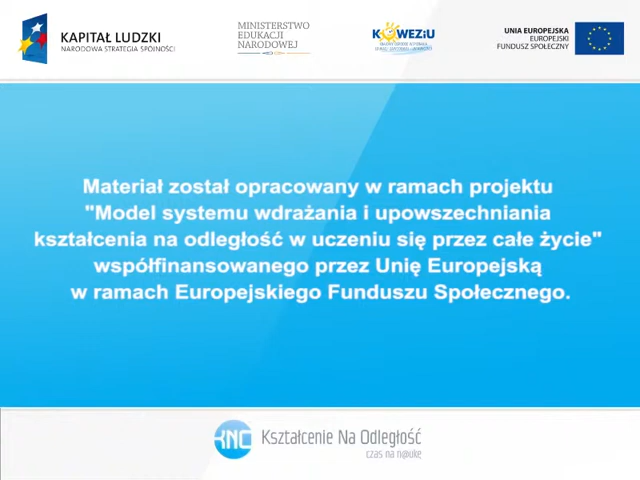 KAPITAŁ LUDZKI
NARODOWA STRATEGIA SPÓJNOŚCI
MINISTERSTWO
EDUKACJI
NARODOWEJ
KOWEZiU
UNIA EUROPEJSKA
EUROPEJSKI
FUNDUSZ SPOŁECZNY
Materiał został opracowany w ramach projektu
"Model systemu wdrażania i upowszechniania
kształcenia na odległość w uczeniu się przez całe życie"
współfinansowanego przez Unię Europejską
w ramach Europejskiego Funduszu Społecznego.
KNO Kształcenie Na Odległość
czas na n@ukę